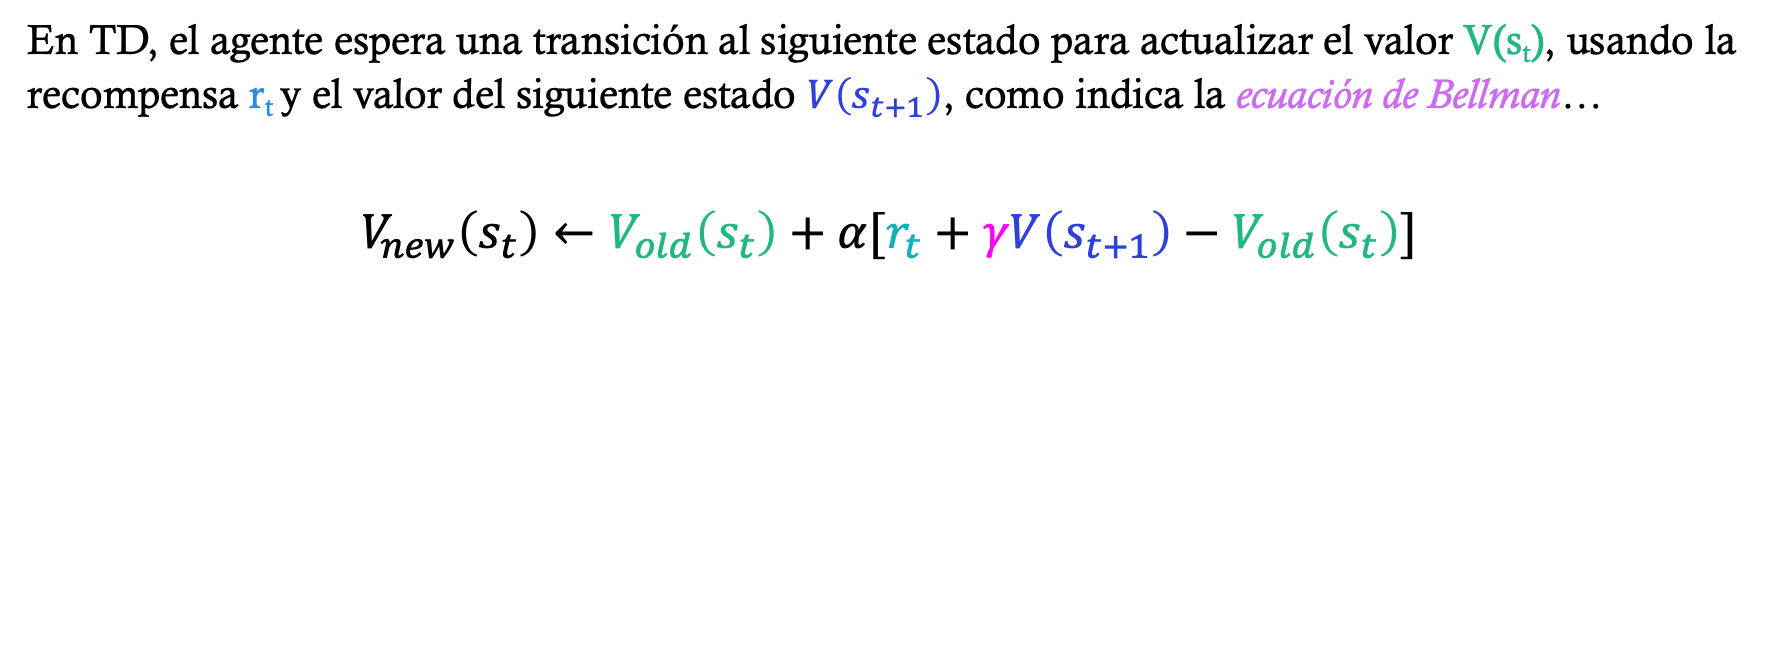 En TD, el agente espera una transición al siguiente estado para actualizar el valor V(sₜ), usando la
recompensa rₜ y el valor del siguiente estado V(sₜ₊₁), como indica la ecuación de Bellman…
Vₙₑw(sₜ) ← Vₒₗd(sₜ) + α[rₜ + γV(sₜ₊₁) − Vₒₗd(sₜ)]